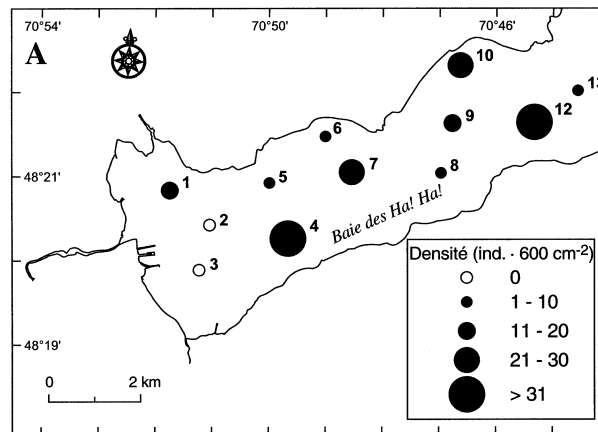 70°54' 70°50' 70°46'
A
10
13
6
9
12
1
5
7
8
48°21'
2
4
Baie des Ha! Ha!
3
Densité (ind. · 600 cm-2)
0
1 - 10
11 - 20
21 - 30
> 31
48°19'
0 2 km